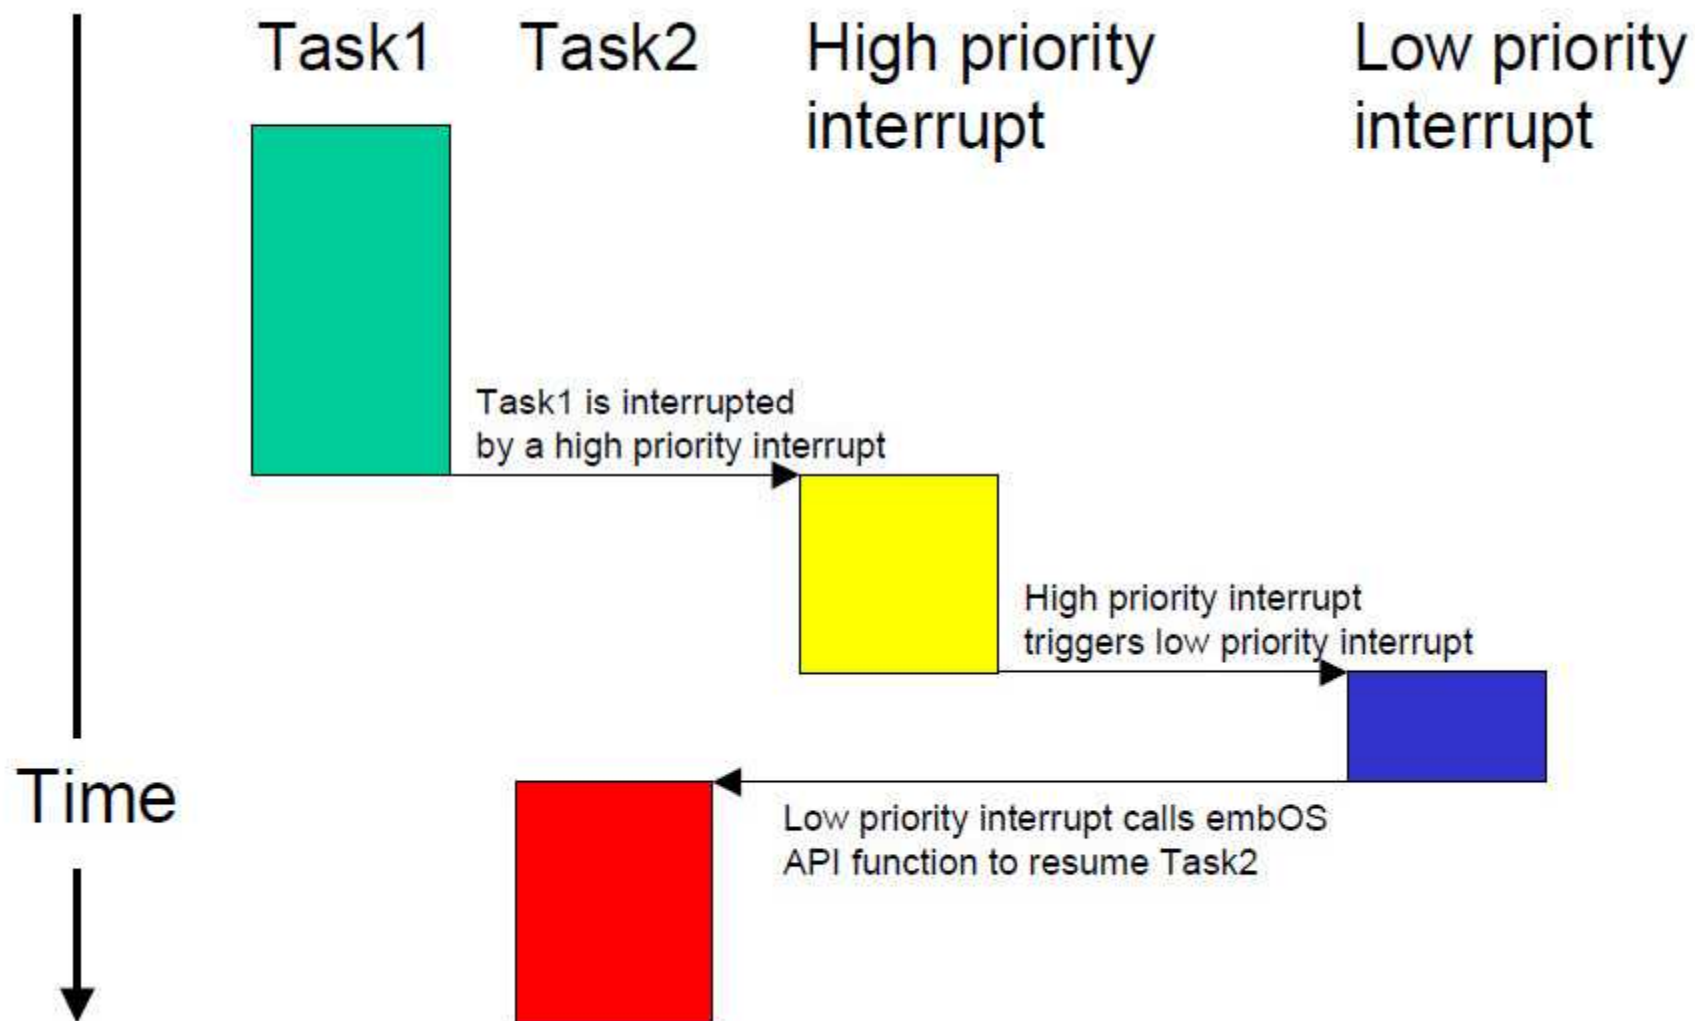 Task1
Task2
High priority
interrupt
Low priority
interrupt
Task1 is interrupted
by a high priority interrupt
High priority interrupt
triggers low priority interrupt
Time
Low priority interrupt calls embOS
API function to resume Task2